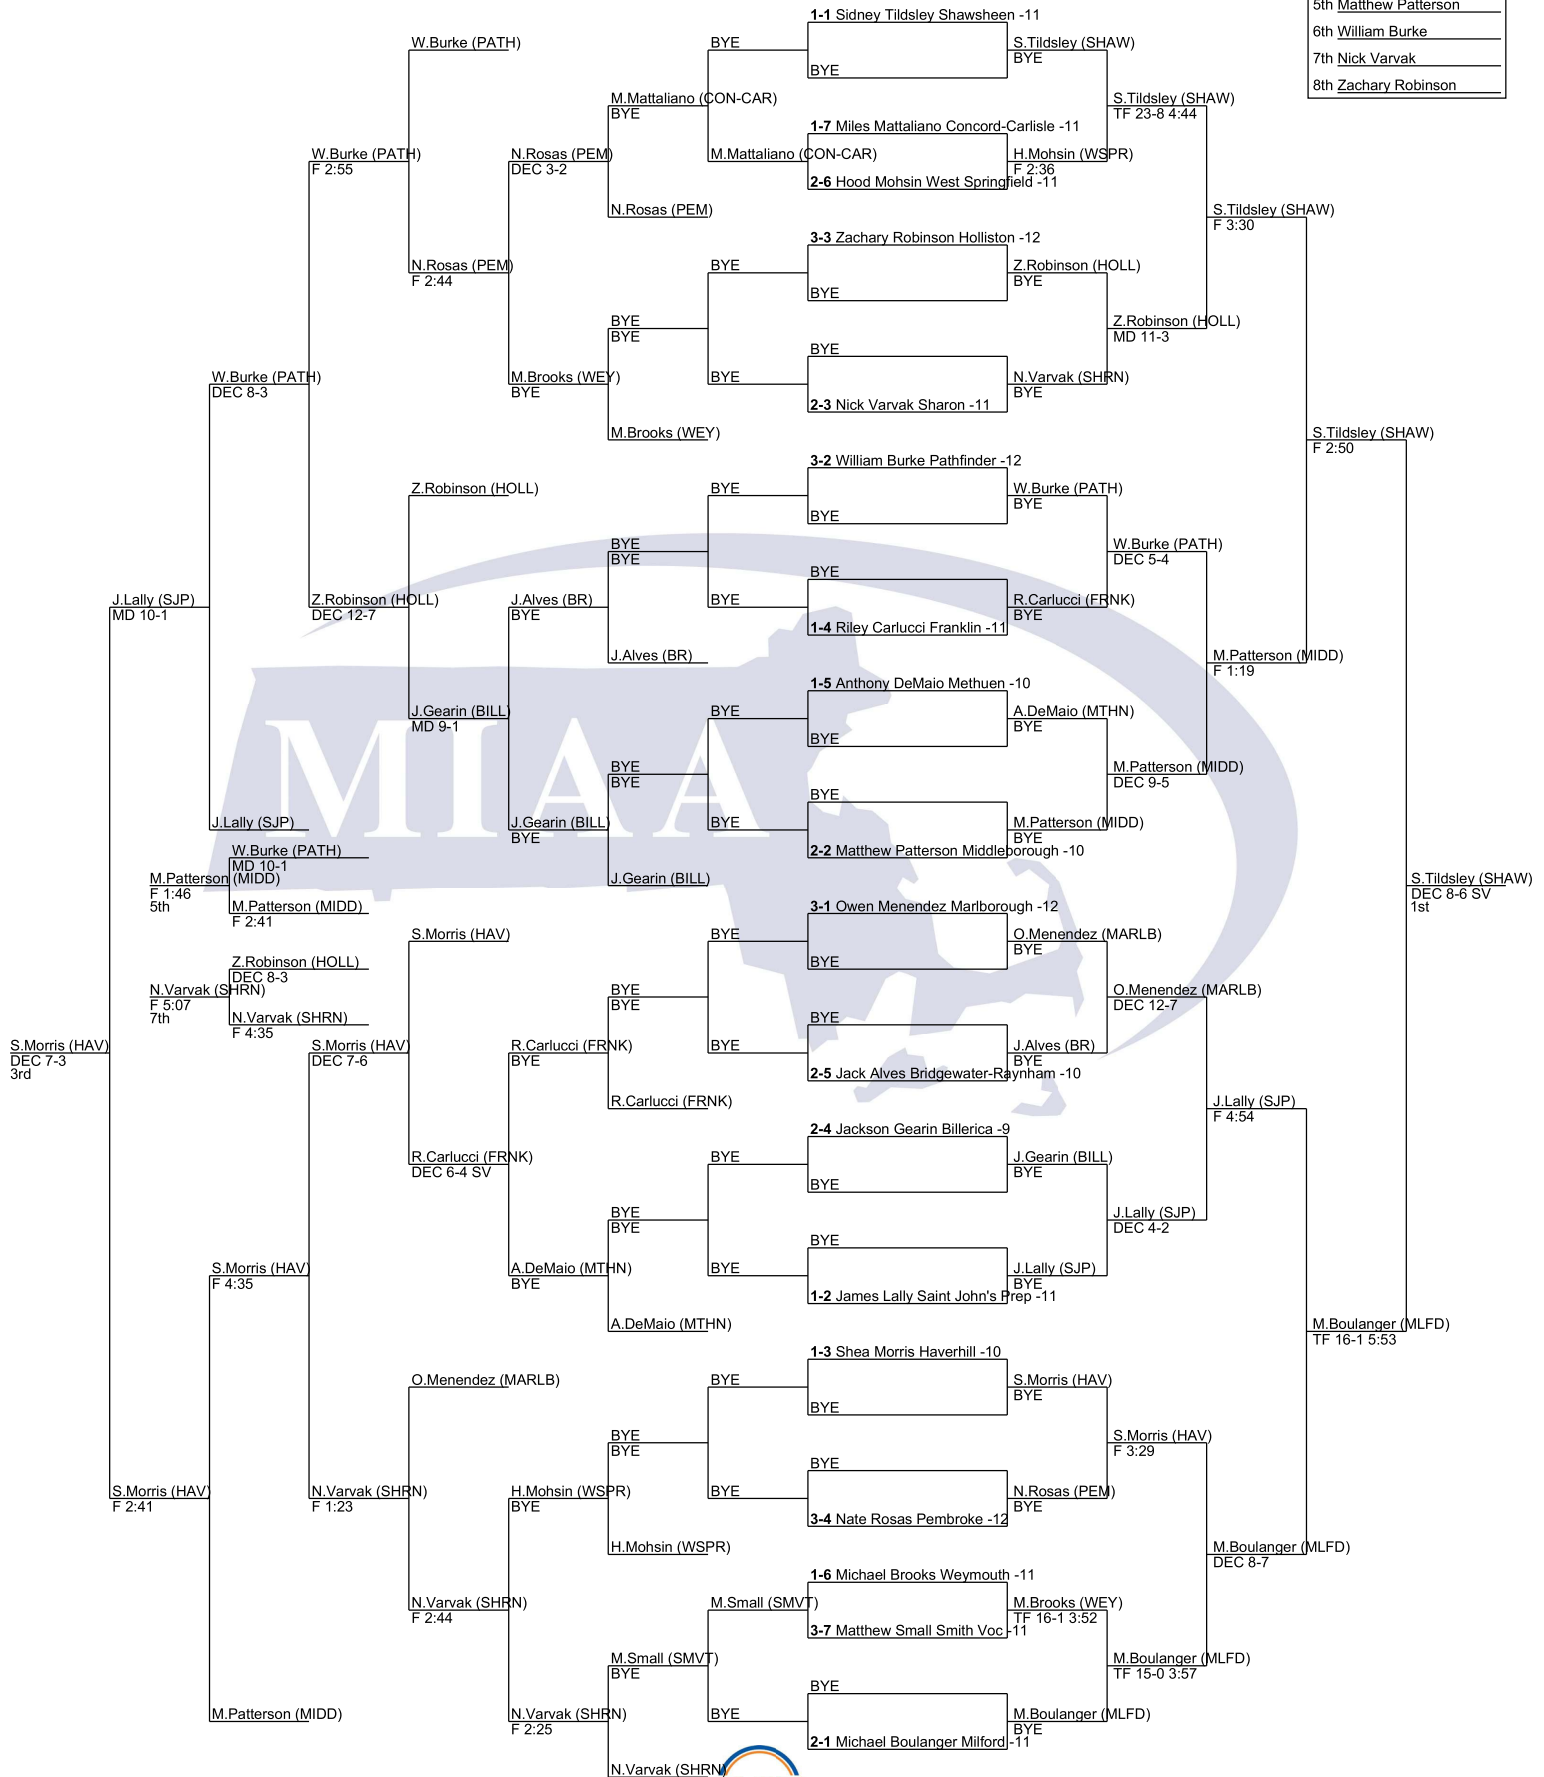 5th Matthew Patterson
6th William Burke
7th Nick Varvak
8th Zachary Robinson
1-1 Sidney Tildsley Shawsheen -11
BYE
1-7 Miles Mattaliano Concord-Carlisle -11
2-6 Hood Mohsin West Springfield -11
3-3 Zachary Robinson Holliston -12
BYE
BYE
2-3 Nick Varvak Sharon -11
3-2 William Burke Pathfinder -12
BYE
BYE
1-4 Riley Carlucci Franklin -11
1-5 Anthony DeMaio Methuen -10
BYE
BYE
2-2 Matthew Patterson Middleborough -10
3-1 Owen Menendez Marlborough -12
BYE
BYE
2-5 Jack Alves Bridgewater-Raynham -10
2-4 Jackson Gearin Billerica -9
BYE
BYE
1-2 James Lally Saint John's Prep -11
1-3 Shea Morris Haverhill -10
BYE
BYE
3-4 Nate Rosas Pembroke -12
1-6 Michael Brooks Weymouth -11
3-7 Matthew Small Smith Voc -11
BYE
2-1 Michael Boulanger Milford -11
S.Tildsley (SHAW)
BYE
H.Mohsin (WSPR)
F 2:36
Z.Robinson (HOLL)
BYE
N.Varvak (SHRN)
BYE
W.Burke (PATH)
BYE
R.Carlucci (FRNK)
BYE
A.DeMaio (MTHN)
BYE
M.Patterson (MIDD)
BYE
O.Menendez (MARLB)
BYE
J.Alves (BR)
BYE
J.Gearin (BILL)
BYE
J.Lally (SJP)
BYE
S.Morris (HAV)
BYE
N.Rosas (PEM)
BYE
M.Brooks (WEY)
TF 16-1 3:52
M.Boulanger (MLFD)
BYE
S.Tildsley (SHAW)
TF 23-8 4:44
Z.Robinson (HOLL)
MD 11-3
W.Burke (PATH)
DEC 5-4
M.Patterson (MIDD)
DEC 9-5
O.Menendez (MARLB)
DEC 12-7
J.Lally (SJP)
DEC 4-2
S.Morris (HAV)
F 3:29
M.Boulanger (MLFD)
TF 15-0 3:57
S.Tildsley (SHAW)
F 3:30
M.Patterson (MIDD)
F 1:19
J.Lally (SJP)
F 4:54
M.Boulanger (MLFD)
DEC 8-7
S.Tildsley (SHAW)
F 2:50
M.Boulanger (MLFD)
TF 16-1 5:53
S.Tildsley (SHAW)
DEC 8-6 SV
1st
BYE
M.Mattaliano (CON-CAR)
BYE
BYE
BYE
BYE
BYE
BYE
BYE
BYE
BYE
BYE
BYE
BYE
M.Small (SMVT)
BYE
M.Mattaliano (CON-CAR)
BYE
N.Rosas (PEM)
BYE
BYE
M.Brooks (WEY)
BYE
BYE
J.Alves (BR)
BYE
BYE
J.Gearin (BILL)
BYE
BYE
R.Carlucci (FRNK)
BYE
BYE
A.DeMaio (MTHN)
BYE
BYE
H.Mohsin (WSPR)
M.Small (SMVT)
BYE
N.Varvak (SHRN)
N.Rosas (PEM)
DEC 3-2
M.Brooks (WEY)
BYE
J.Alves (BR)
BYE
J.Gearin (BILL)
BYE
R.Carlucci (FRNK)
BYE
A.DeMaio (MTHN)
BYE
H.Mohsin (WSPR)
BYE
N.Varvak (SHRN)
F 2:25
W.Burke (PATH)
N.Rosas (PEM)
F 2:44
Z.Robinson (HOLL)
J.Gearin (BILL)
MD 9-1
S.Morris (HAV)
R.Carlucci (FRNK)
DEC 6-4 SV
O.Menendez (MARLB)
N.Varvak (SHRN)
F 2:44
W.Burke (PATH)
F 2:55
Z.Robinson (HOLL)
DEC 12-7
S.Morris (HAV)
DEC 7-6
N.Varvak (SHRN)
F 1:23
W.Burke (PATH)
DEC 8-3
J.Lally (SJP)
S.Morris (HAV)
F 4:35
M.Patterson (MIDD)
J.Lally (SJP)
MD 10-1
S.Morris (HAV)
F 2:41
S.Morris (HAV)
DEC 7-3
3rd
W.Burke (PATH)
MD 10-1
M.Patterson (MIDD)
F 1:46
5th
M.Patterson (MIDD)
F 2:41
Z.Robinson (HOLL)
DEC 8-3
N.Varvak (SHRN)
F 5:07
7th
N.Varvak (SHRN)
F 4:35
MIAA